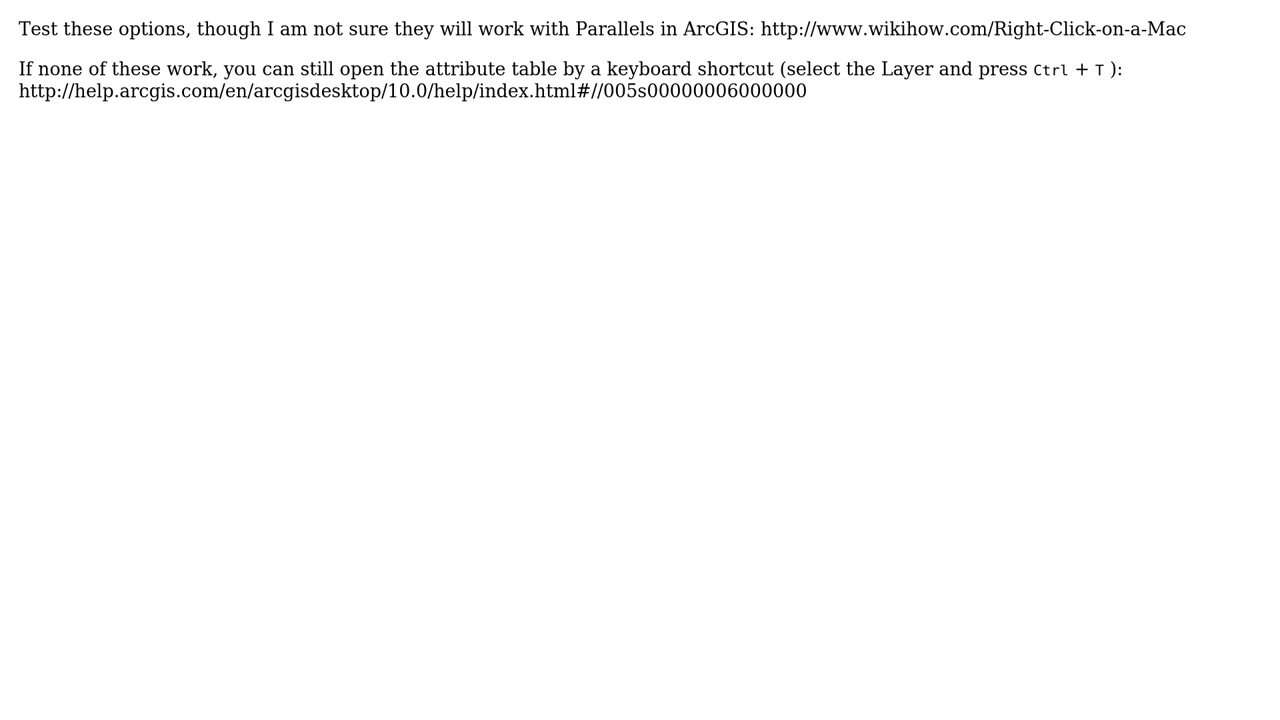 Test these options, though I am not sure they will work with Parallels in ArcGIS: http://www.wikihow.com/Right-Click-on-a-Mac
If none of these work, you can still open the attribute table by a keyboard shortcut (select the Layer and press Ctrl + T ):
http://help.arcgis.com/en/arcgisdesktop/10.0/help/index.html#//005s00000006000000